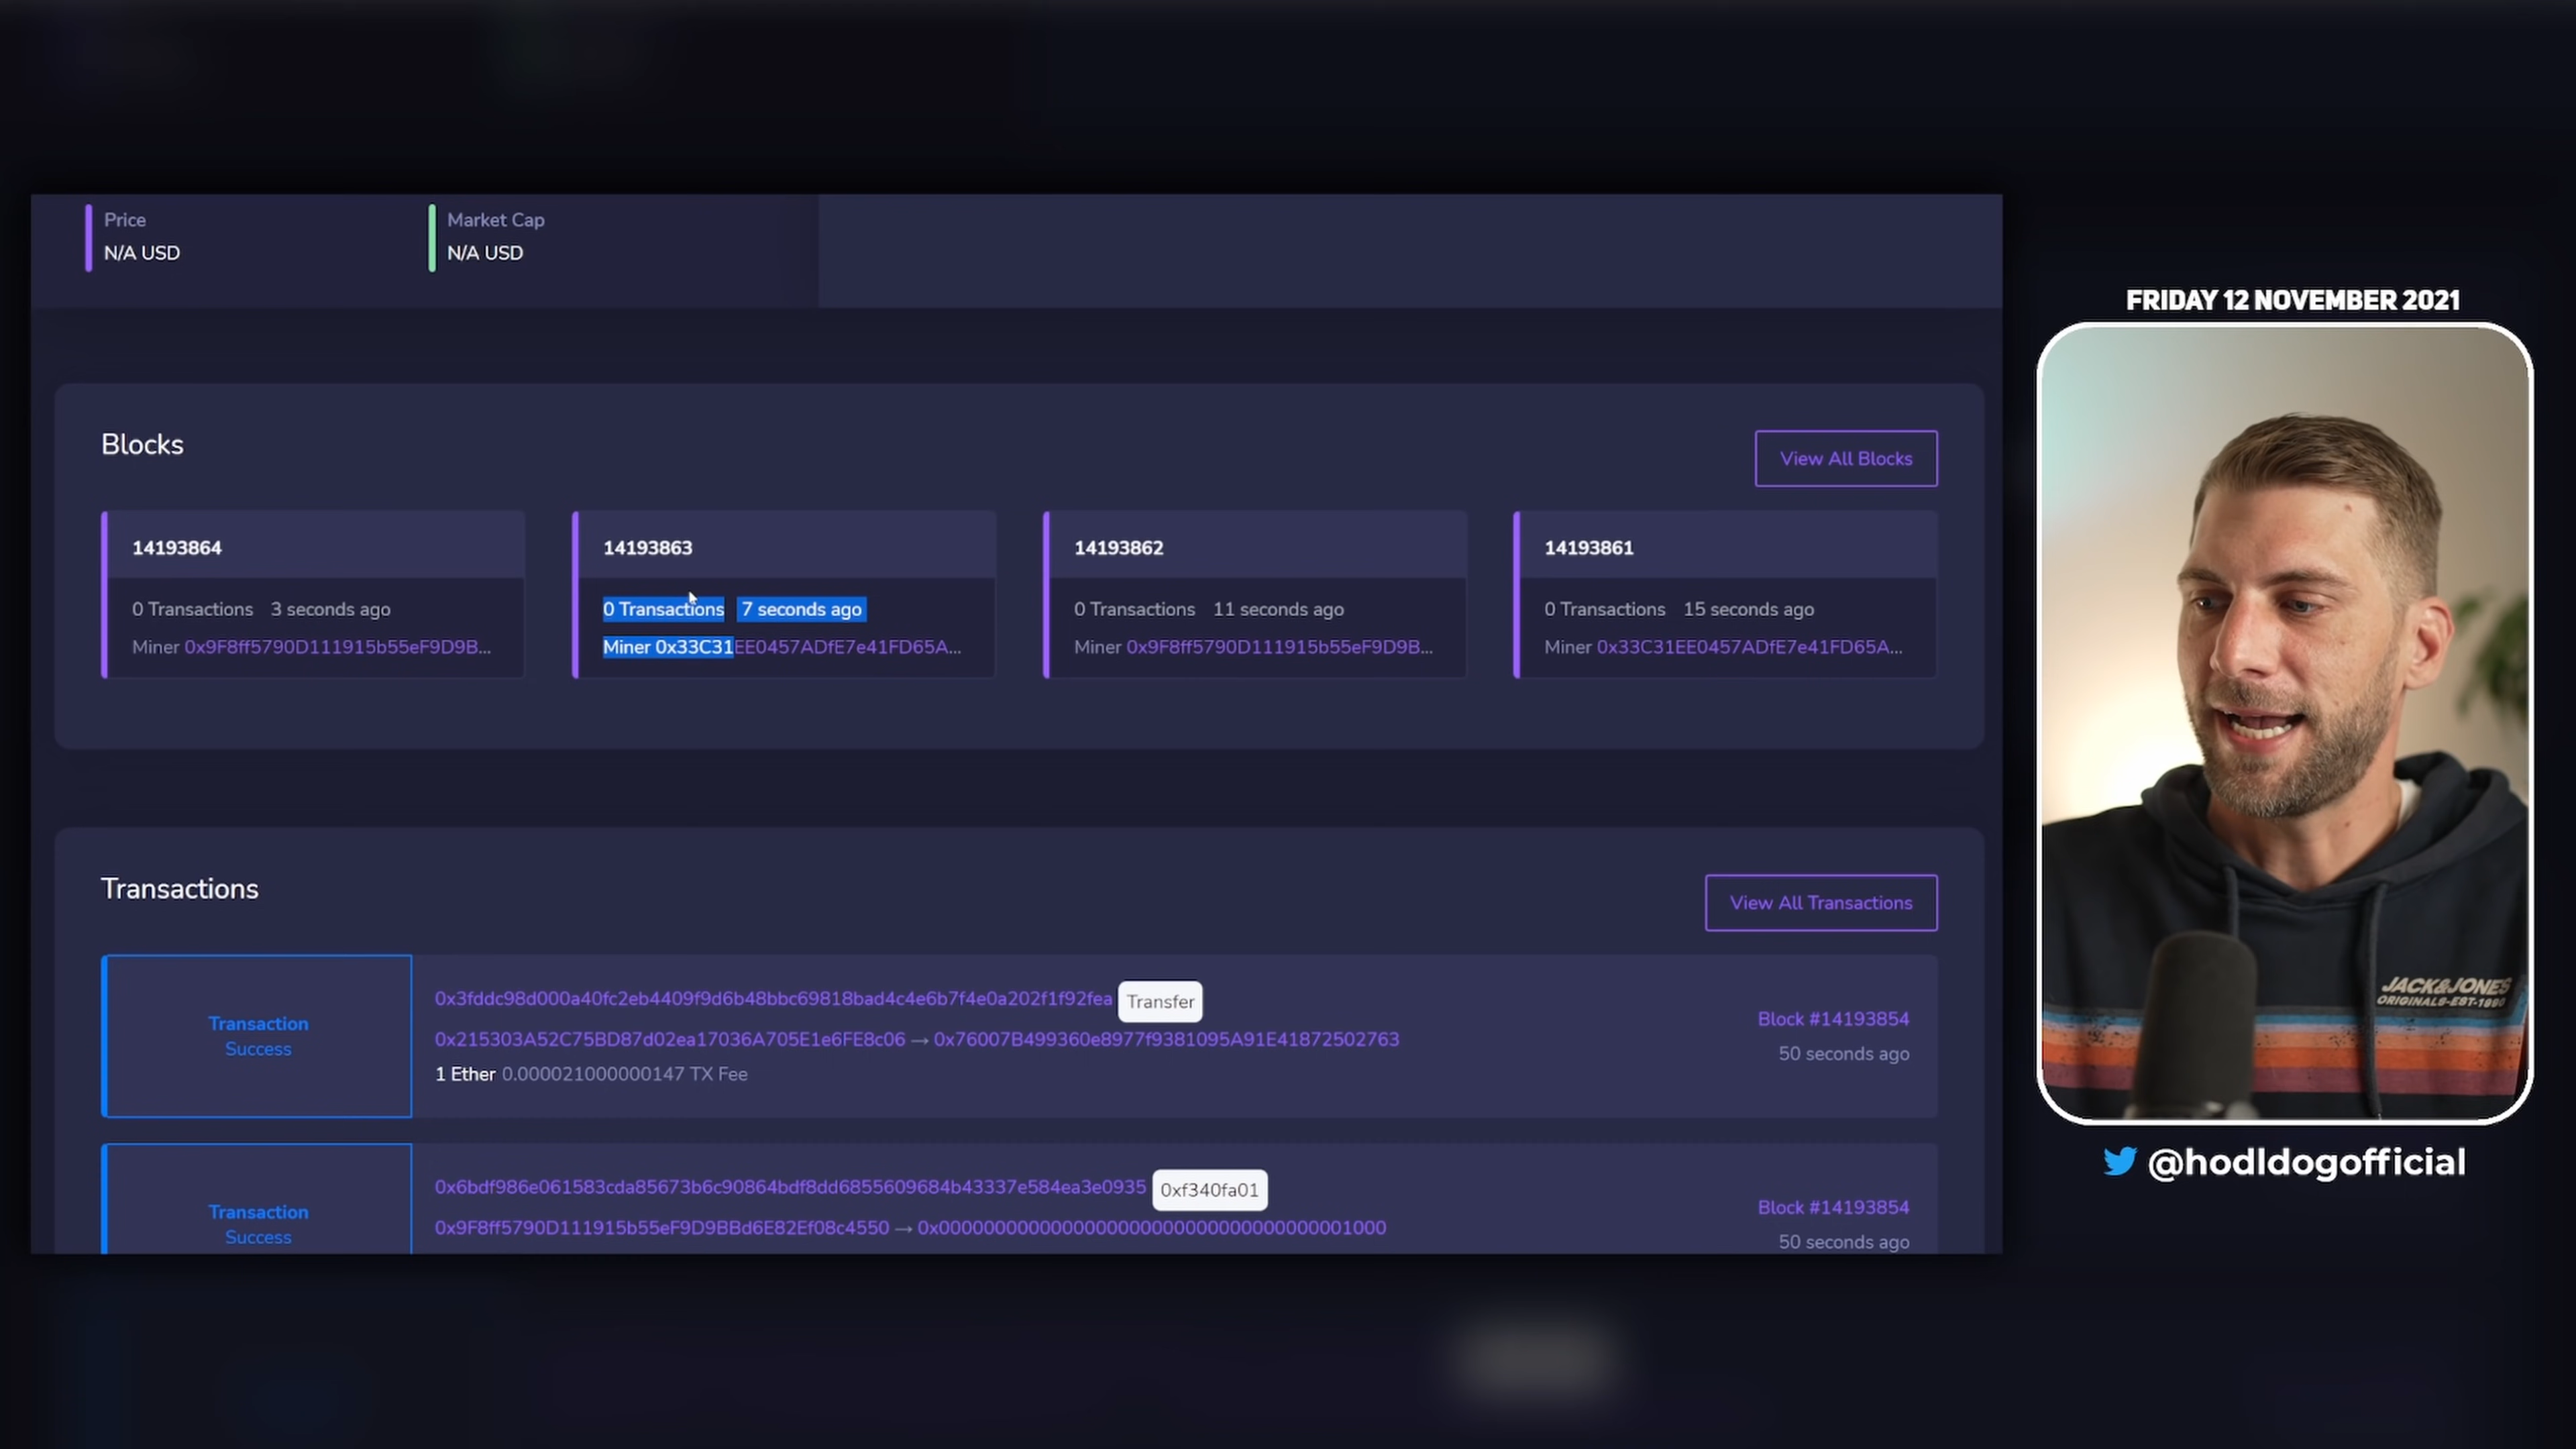 Price
N/A USD
Market Cap
N/A USD
FRIDAY 12 NOVEMBER 2021
Blocks
View All Blocks
14193864
0 Transactions 3 seconds ago
Miner 0x9F8ff5790D111915b55eF9D9B...
14193863
0 Transactions 7 seconds ago
Miner 0x33C31EE0457ADfE7e41FD65A...
14193862
0 Transactions 11 seconds ago
Miner 0x9F8ff5790D111915b55eF9D9B...
14193861
0 Transactions 15 seconds ago
Miner 0x33C31EE0457ADfE7e41FD65A...
Transactions
View All Transactions
Transaction
Success
0x3fddc98d000a40fc2eb4409f9d6b48bbc69818bad4c4e6b7f4e0a202f1f92fea Transfer
0x215303A52C75BD87d02ea17036A705E1e6FE8c06 → 0x76007B499360e8977f9381095A91E41872502763
1 Ether 0.000021000000147 TX Fee
Block #14193854
50 seconds ago
Transaction
Success
0x6bdf986e061583cda85673b6c90864bdf8dd6855609684b43337e584ea3e0935 0xf340fa01
0x9F8ff5790D111915b55eF9D9BBd6E82Ef08c4550 → 0x0000000000000000000000000000000000001000
Block #14193854
50 seconds ago
JACK&JONES
ORIGINALS-EST-1990
@hodldogofficial